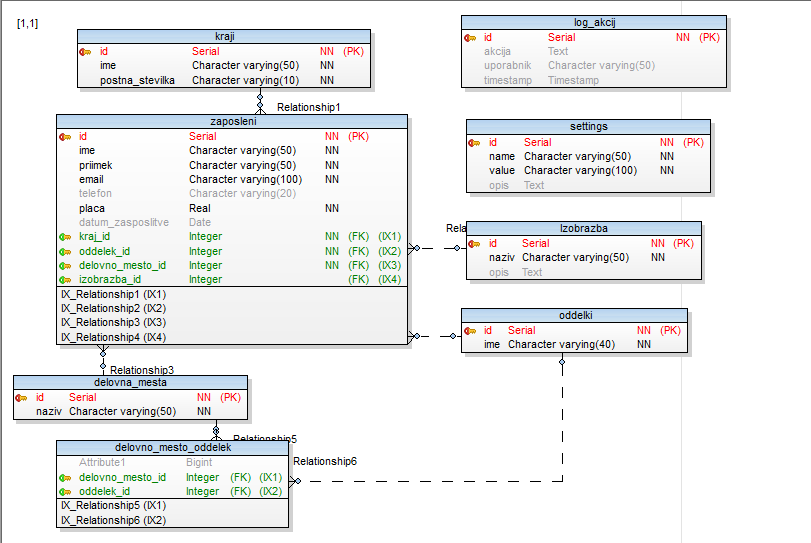 [1,1]
kraji
id Serial NN (PK)
ime Character varying(50) NN
postna_stevilka Character varying(10) NN
Relationship1
zaposleni
id Serial NN (PK)
ime Character varying(50) NN
priimek Character varying(50) NN
email Character varying(100) NN
telefon Character varying(20)
placa Real NN
datum_zasposlitve Date
kraj_id Integer NN (FK) (IX1)
oddelek_id Integer NN (FK) (IX2)
delovno_mesto_id Integer NN (FK) (IX3)
izobrazba_id Integer (FK) (IX4)
IX_Relationship1 (IX1)
IX_Relationship2 (IX2)
IX_Relationship3 (IX3)
IX_Relationship4 (IX4)
Relationship3
delovna_mesta
id Serial NN (PK)
naziv Character varying(50) NN
Relationship5
delovno_mesto_oddelek
Attribute1 Bigint
delovno_mesto_id Integer (FK) (IX1)
oddelek_id Integer (FK) (IX2)
IX_Relationship5 (IX1)
IX_Relationship6 (IX2)
Relationship6
log_akcij
id Serial NN (PK)
akcija Text
uporabnik Character varying(50)
timestamp Timestamp
settings
id Serial NN (PK)
name Character varying(50) NN
value Character varying(100) NN
opis Text
Rela
Izobrazba
id Serial NN (PK)
naziv Character varying(50) NN
opis Text
oddelki
id Serial NN (PK)
ime Character varying(40) NN